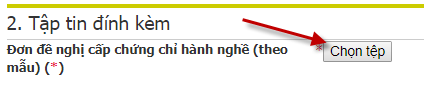 2. Tập tin đính kèm
Đơn đề nghị cấp chứng chỉ hành nghề (theo * Chọn tệp
mẫu) (*)